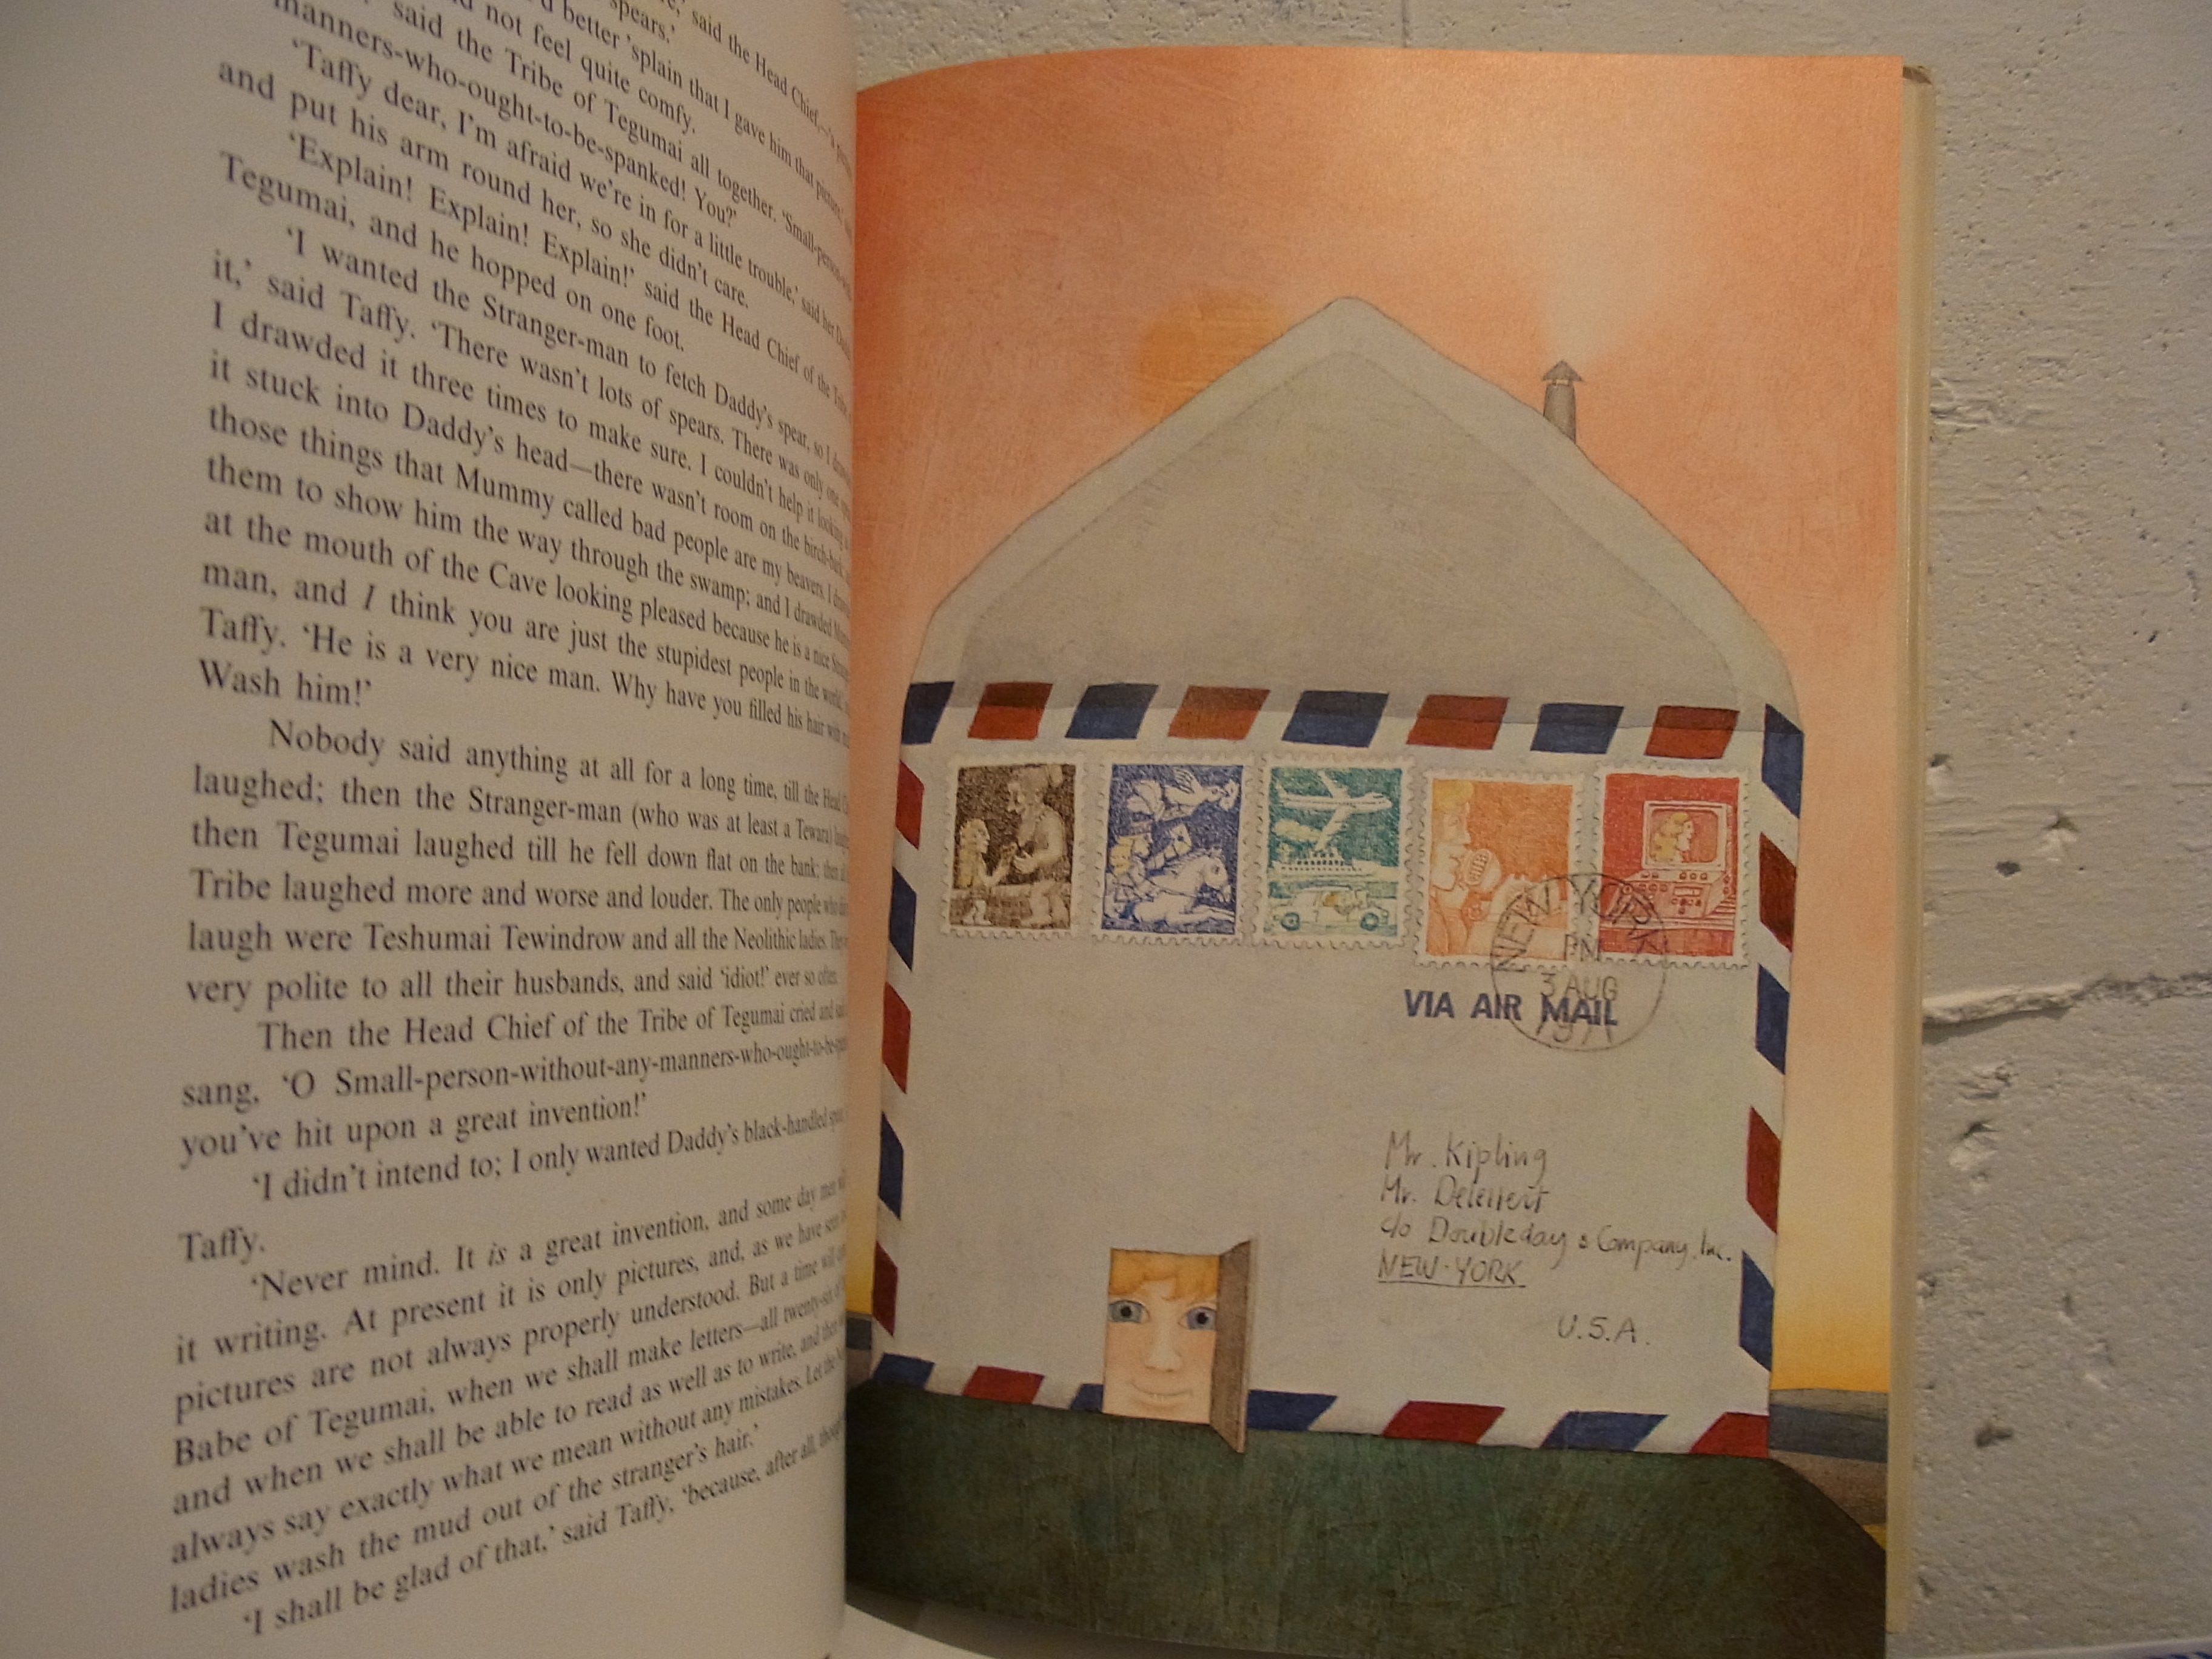 said the Head Chief,—'a
better 'splain that I gave him that picture,'
spears.'
not feel quite comfy.
said the Tribe of Tegumai all together. 'Small-person-
manners-who-ought-to-be-spanked! You?'
'Taffy dear, I'm afraid we're in for a little trouble,' said her
and put his arm round her, so she didn't care.
'Explain! Explain! Explain!' said the Head Chief of the Tribe
Tegumai, and he hopped on one foot.
'I wanted the Stranger-man to fetch Daddy's spear, so I
it,' said Taffy. 'There wasn't lots of spears. There was only one
I drawded it three times to make sure. I couldn't help it looking
it stuck into Daddy's head—there wasn't room on the birch-bark
those things that Mummy called bad people are my beavers. I
them to show him the way through the swamp; and I drawded
at the mouth of the Cave looking pleased because he is a nice
man, and I think you are just the stupidest people in the world,'
Taffy. 'He is a very nice man. Why have you filled his hair with
Wash him!'
Nobody said anything at all for a long time, till the Head
laughed; then the Stranger-man (who was at least a Tewara)
then Tegumai laughed till he fell down flat on the bank; then
Tribe laughed more and worse and louder. The only people who
laugh were Teshumai Tewindrow and all the Neolithic ladies.
very polite to all their husbands, and said 'idiot!' ever so often.
Then the Head Chief of the Tribe of Tegumai cried and
sang, 'O Small-person-without-any-manners-who-ought-to-be-
you've hit upon a great invention!'
'I didn't intend to; I only wanted Daddy's black-handled
Taffy.
'Never mind. It is a great invention, and some day men
it writing. At present it is only pictures, and, as we have seen
pictures are not always properly understood. But a time will
Babe of Tegumai, when we shall make letters—all twenty-six
and when we shall be able to read as well as to write, and then
always say exactly what we mean without any mistakes. Let the
ladies wash the mud out of the stranger's hair.'
'I shall be glad of that,' said Taffy, 'because, after all,
NEW YORK
PM
3 AUG
1971
VIA AIR MAIL
Mr. Kipling
Mr. Delessert
c/o Doubleday & Company, Inc.
NEW-YORK
U.S.A.